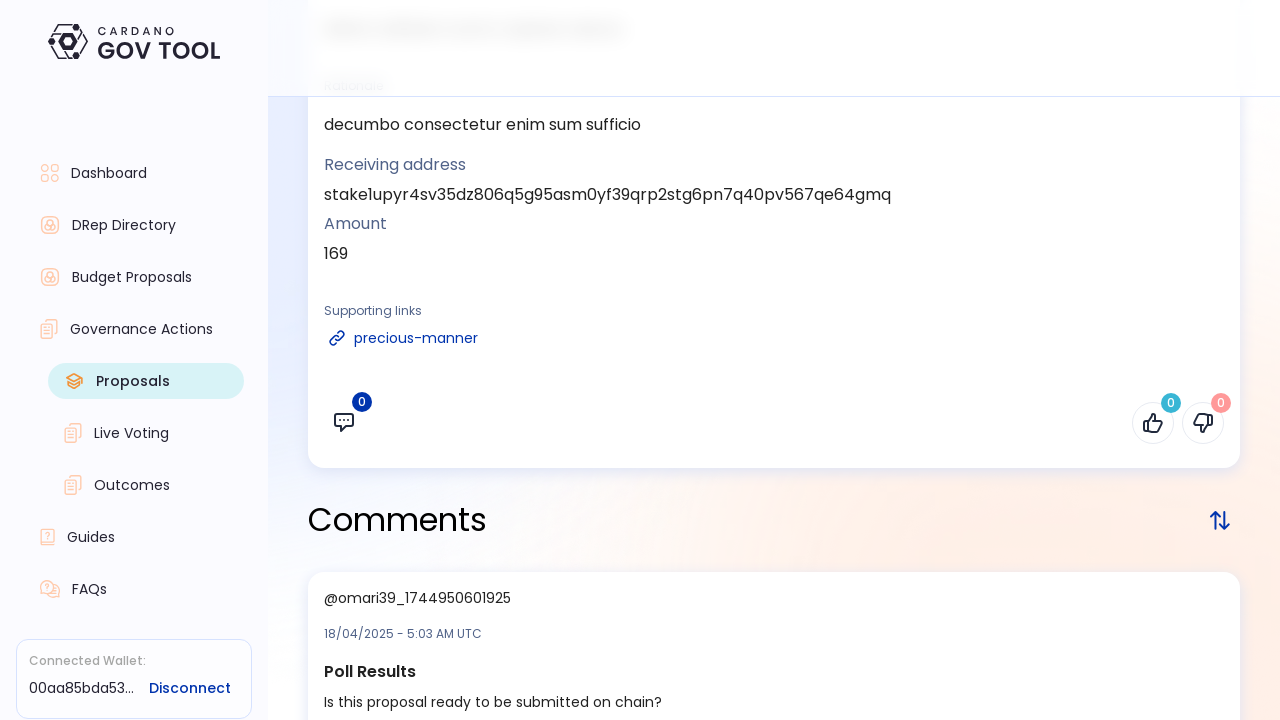 CARDANO
GOV TOOL
Dashboard
DRep Directory
Budget Proposals
Governance Actions
Proposals
Live Voting
Outcomes
Guides
FAQs
Connected Wallet:
00aa85bda53...
Disconnect
decumbo consectetur enim sum sufficio
Receiving address
stake1upyr4sv35dz806q5g95asm0yf39qrp2stg6pn7q40pv567qe64gmq
Amount
169
Supporting links
precious-manner
0
0
0
Comments
@omari39_1744950601925
18/04/2025 - 5:03 AM UTC
Poll Results
Is this proposal ready to be submitted on chain?